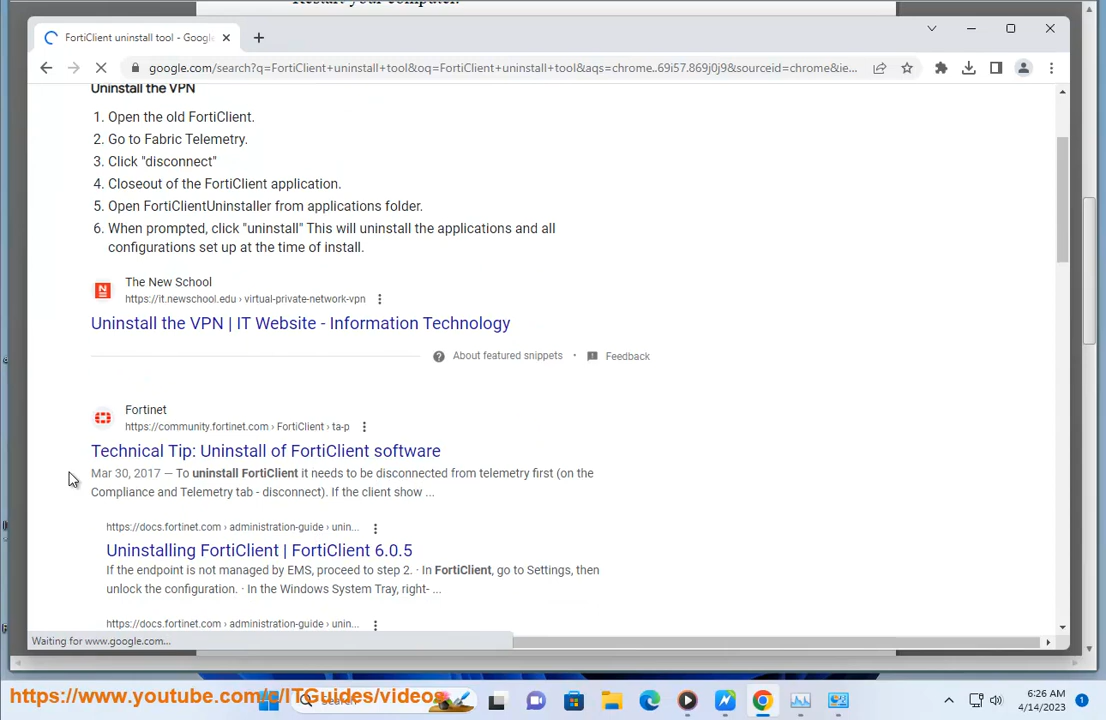 Restart your computer.
FortiClient uninstall tool - Googl
google.com/search?q=FortiClient+uninstall+tool&oq=FortiClient+uninstall+tool&aqs=chrome..69i57.869j0j9&sourceid=chrome&ie...
Uninstall the VPN
1. Open the old FortiClient.
2. Go to Fabric Telemetry.
3. Click "disconnect"
4. Closeout of the FortiClient application.
5. Open FortiClientUninstaller from applications folder.
6. When prompted, click "uninstall" This will uninstall the applications and all
configurations set up at the time of install.
The New School
https://it.newschool.edu › virtual-private-network-vpn
Uninstall the VPN | IT Website - Information Technology
About featured snippets • Feedback
Fortinet
https://community.fortinet.com › FortiClient › ta-p
Technical Tip: Uninstall of FortiClient software
Mar 30, 2017 — To uninstall FortiClient it needs to be disconnected from telemetry first (on the
Compliance and Telemetry tab - disconnect). If the client show ...
https://docs.fortinet.com › administration-guide › unin...
Uninstalling FortiClient | FortiClient 6.0.5
If the endpoint is not managed by EMS, proceed to step 2. · In FortiClient, go to Settings, then
unlock the configuration. · In the Windows System Tray, right- ...
https://docs.fortinet.com › administration-guide › unin...
Waiting for www.google.com...
https://www.youtube.com/c/ITGuides/videos
6:26 AM
4/14/2023
1